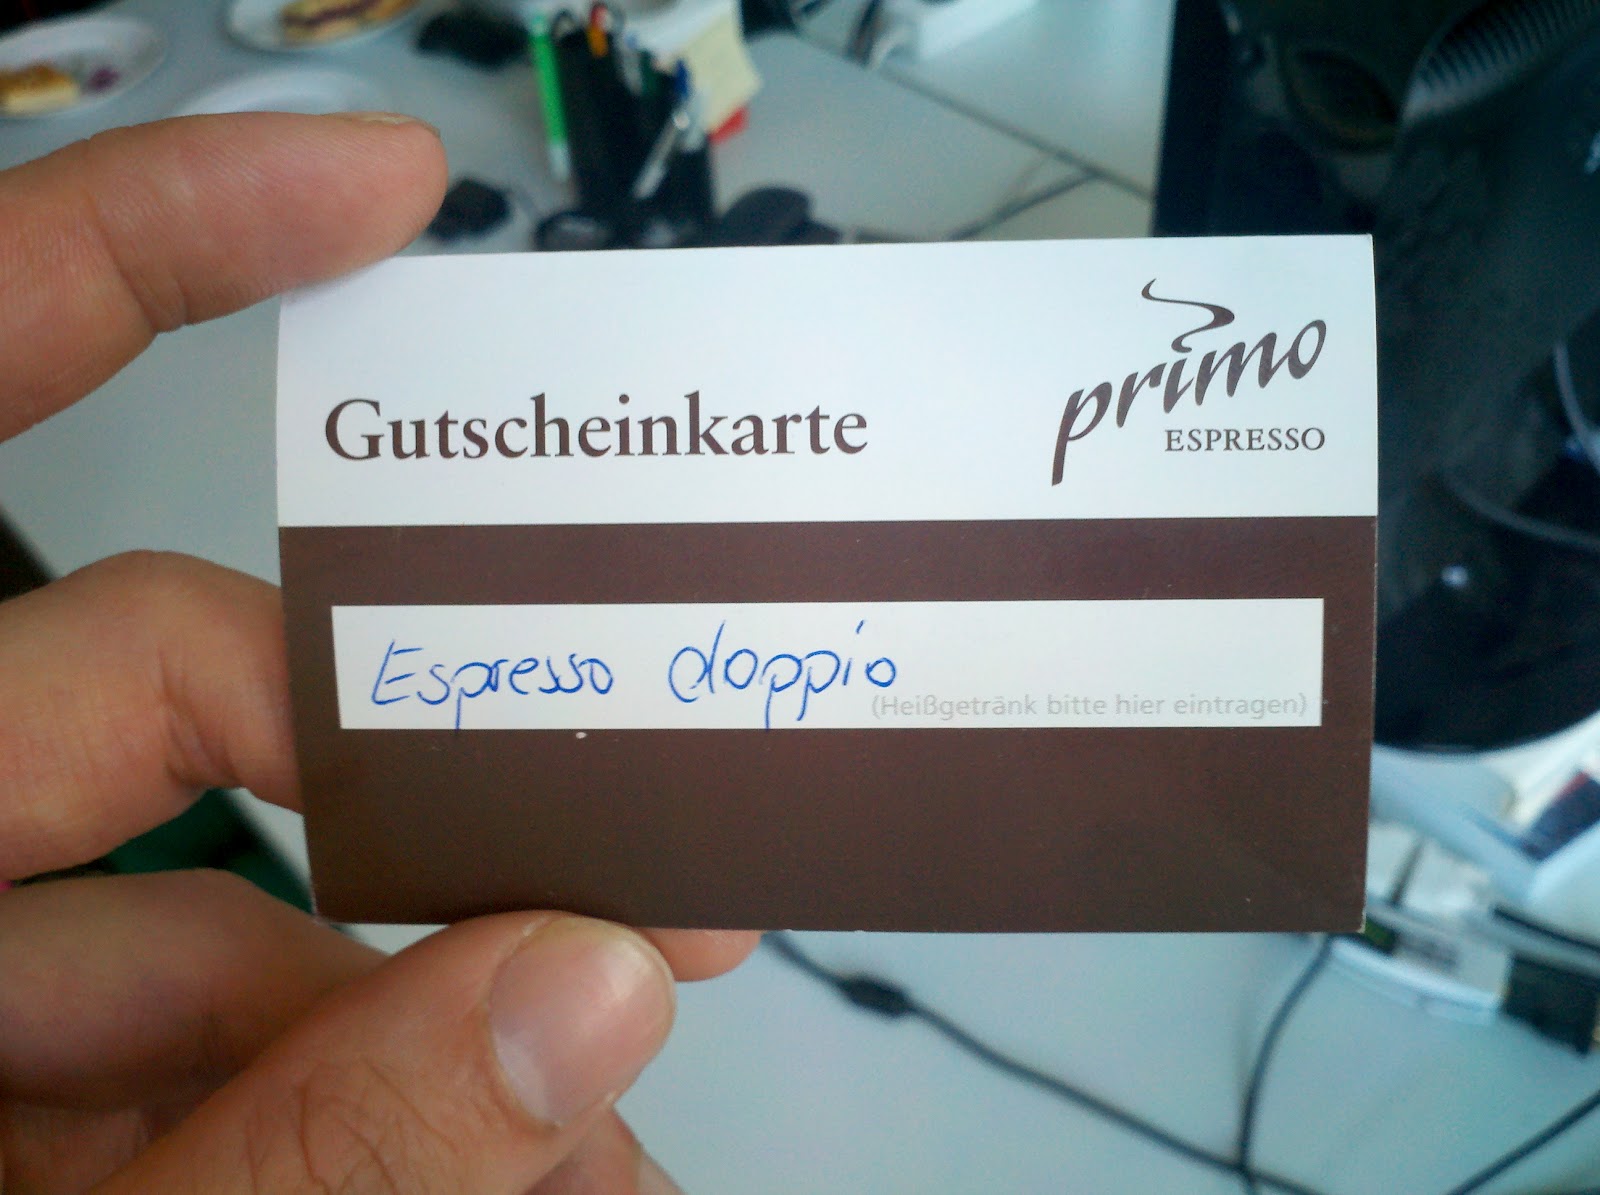 primo
ESPRESSO
Gutscheinkarte
Espresso doppio
(Heißgetränk bitte hier eintragen)